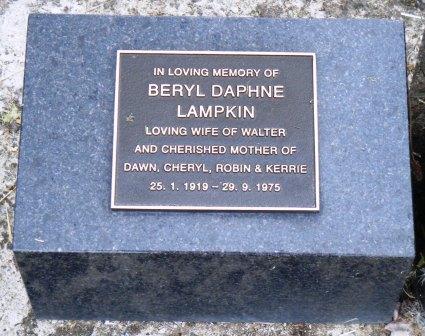 IN LOVING MEMORY OF
BERYL DAPHNE
LAMPKIN
LOVING WIFE OF WALTER
AND CHERISHED MOTHER OF
DAWN, CHERYL, ROBIN & KERRIE
25. 1. 1919 – 29. 9. 1975